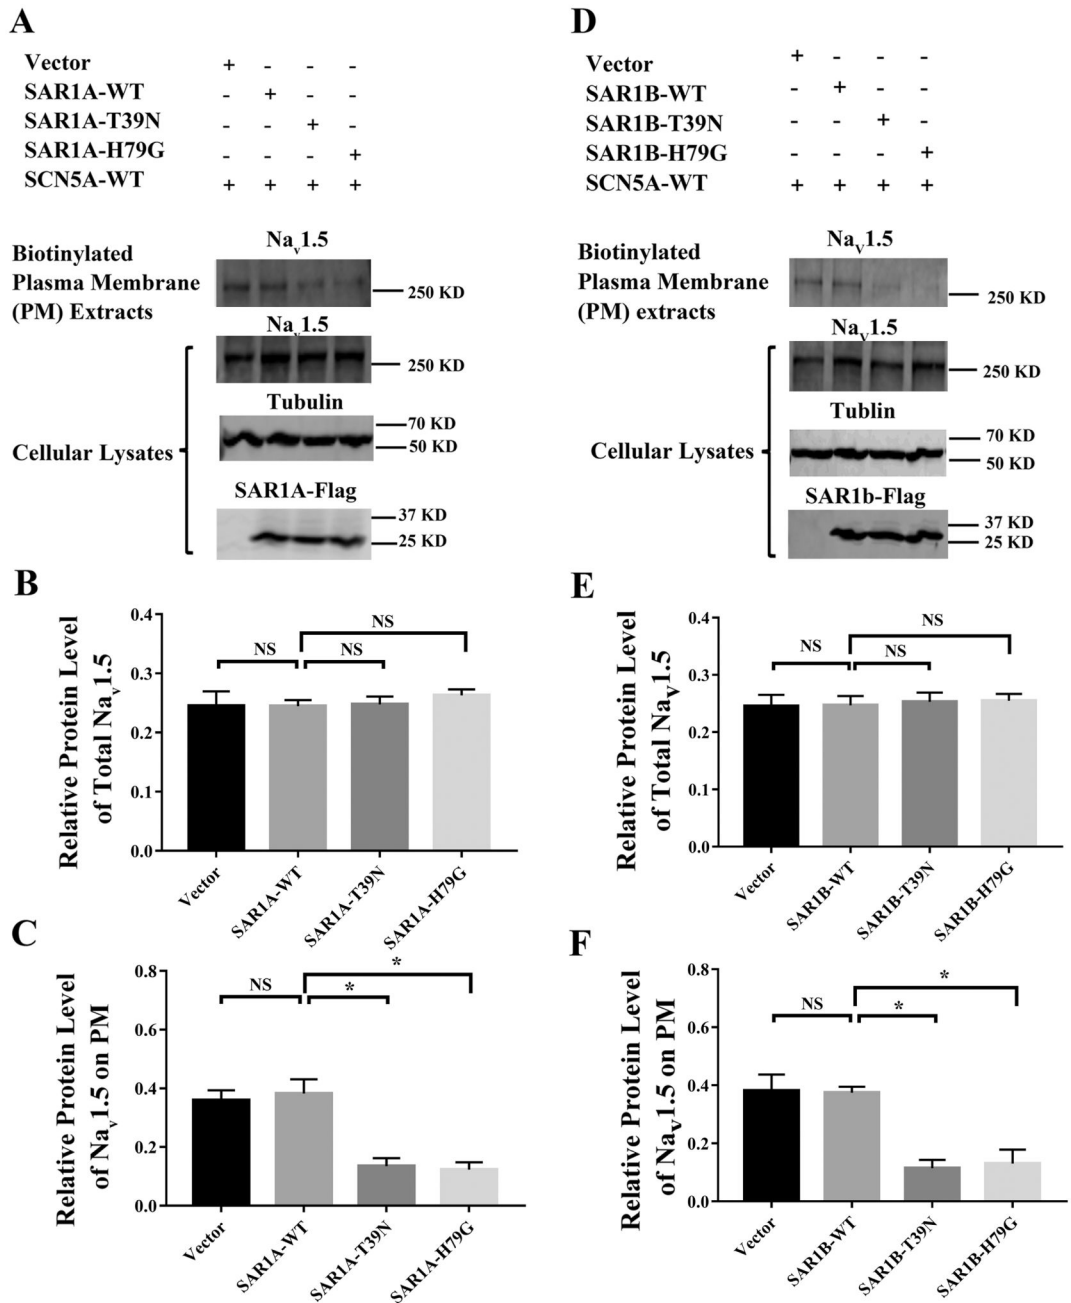 A
Vector + - - -
SAR1A-WT - + - -
SAR1A-T39N - - + -
SAR1A-H79G - - - +
SCN5A-WT + + + +
Biotinylated
Plasma Membrane
(PM) Extracts
Nav1.5
250 KD
Nav1.5
250 KD
Cellular Lysates
Tubulin
70 KD
50 KD
SAR1A-Flag
37 KD
25 KD
B
Relative Protein Level
of Total Nav1.5
0.4
0.3
0.2
0.1
0.0
NS
NS
NS
Vector
SAR1A-WT
SAR1A-T39N
SAR1A-H79G
C
Relative Protein Level
of Nav1.5 on PM
0.8
0.6
0.4
0.2
0.0
NS
*
*
Vector
SAR1A-WT
SAR1A-T39N
SAR1A-H79G
D
Vector + - - -
SAR1B-WT - + - -
SAR1B-T39N - - + -
SAR1B-H79G - - - +
SCN5A-WT + + + +
Biotinylated
Plasma Membrane
(PM) extracts
NaV1.5
250 KD
NaV1.5
250 KD
Cellular Lysates
Tublin
70 KD
50 KD
SAR1b-Flag
37 KD
25 KD
E
Relative Protein Level
of Total NaV1.5
0.4
0.3
0.2
0.1
0.0
NS
NS
NS
Vector
SAR1B-WT
SAR1B-T39N
SAR1B-H79G
F
Relative Protein Level
of NaV1.5 on PM
0.8
0.6
0.4
0.2
0.0
NS
*
*
Vector
SAR1B-WT
SAR1B-T39N
SAR1B-H79G